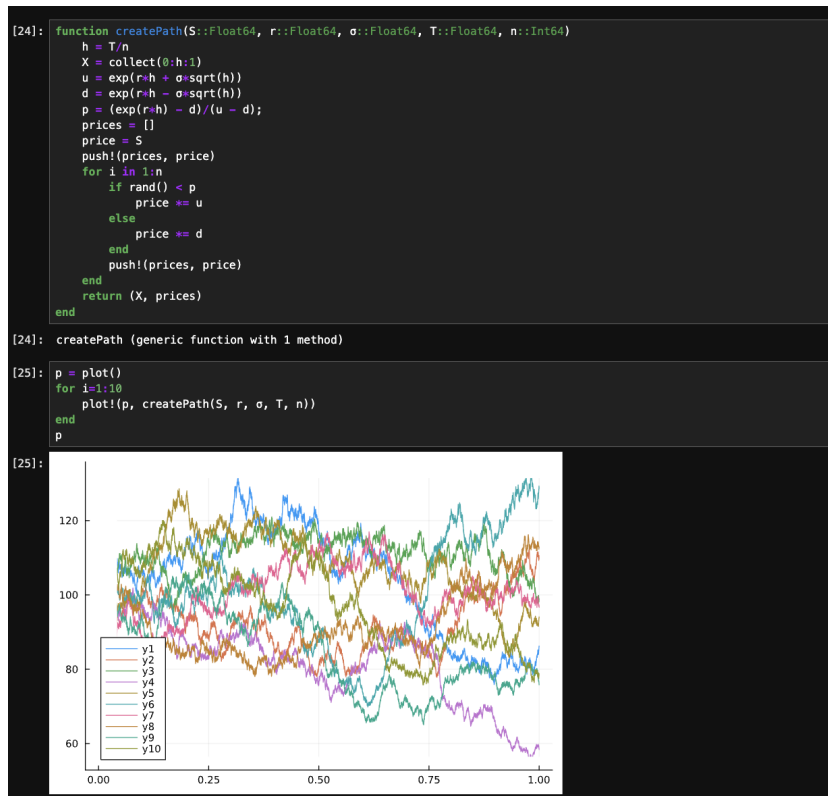 [24]: function createPath(S::Float64, r::Float64, σ::Float64, T::Float64, n::Int64)
    h = T/n
    X = collect(0:h:1)
    u = exp(r*h + σ*sqrt(h))
    d = exp(r*h - σ*sqrt(h))
    p = (exp(r*h) - d)/(u - d);
    prices = []
    price = S
    push!(prices, price)
    for i in 1:n
        if rand() < p
            price *= u
        else
            price *= d
        end
        push!(prices, price)
    end
    return (X, prices)
end
[24]: createPath (generic function with 1 method)
[25]: p = plot()
for i=1:10
    plot!(p, createPath(S, r, σ, T, n))
end
p
[25]:
120
100
80
60
y1
y2
y3
y4
y5
y6
y7
y8
y9
y10
0.00 0.25 0.50 0.75 1.00